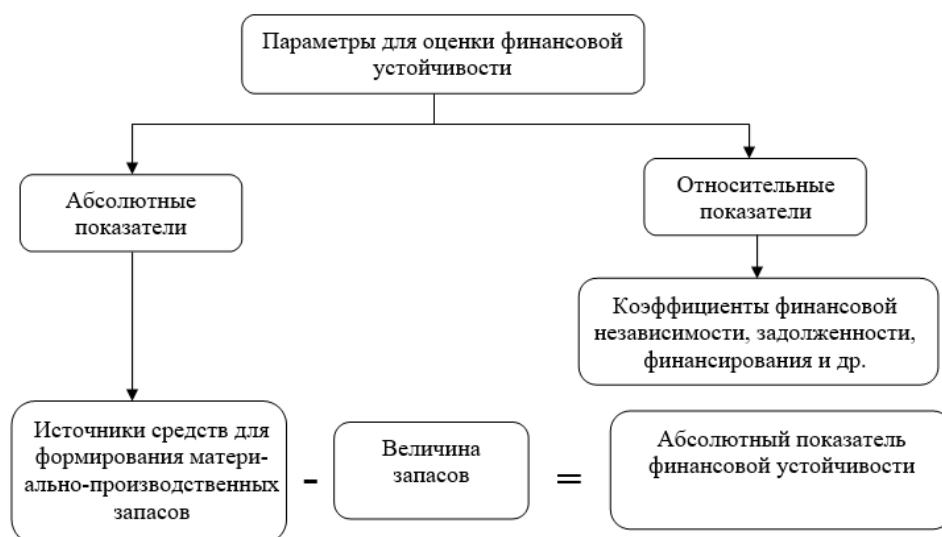 Параметры для оценки финансовой
устойчивости
Абсолютные
показатели
Относительные
показатели
Коэффициенты финансовой
независимости, задолженности,
финансирования и др.
Источники средств для
формирования матери-
ально-производственных
запасов
-
Величина
запасов
=
Абсолютный показатель
финансовой устойчивости